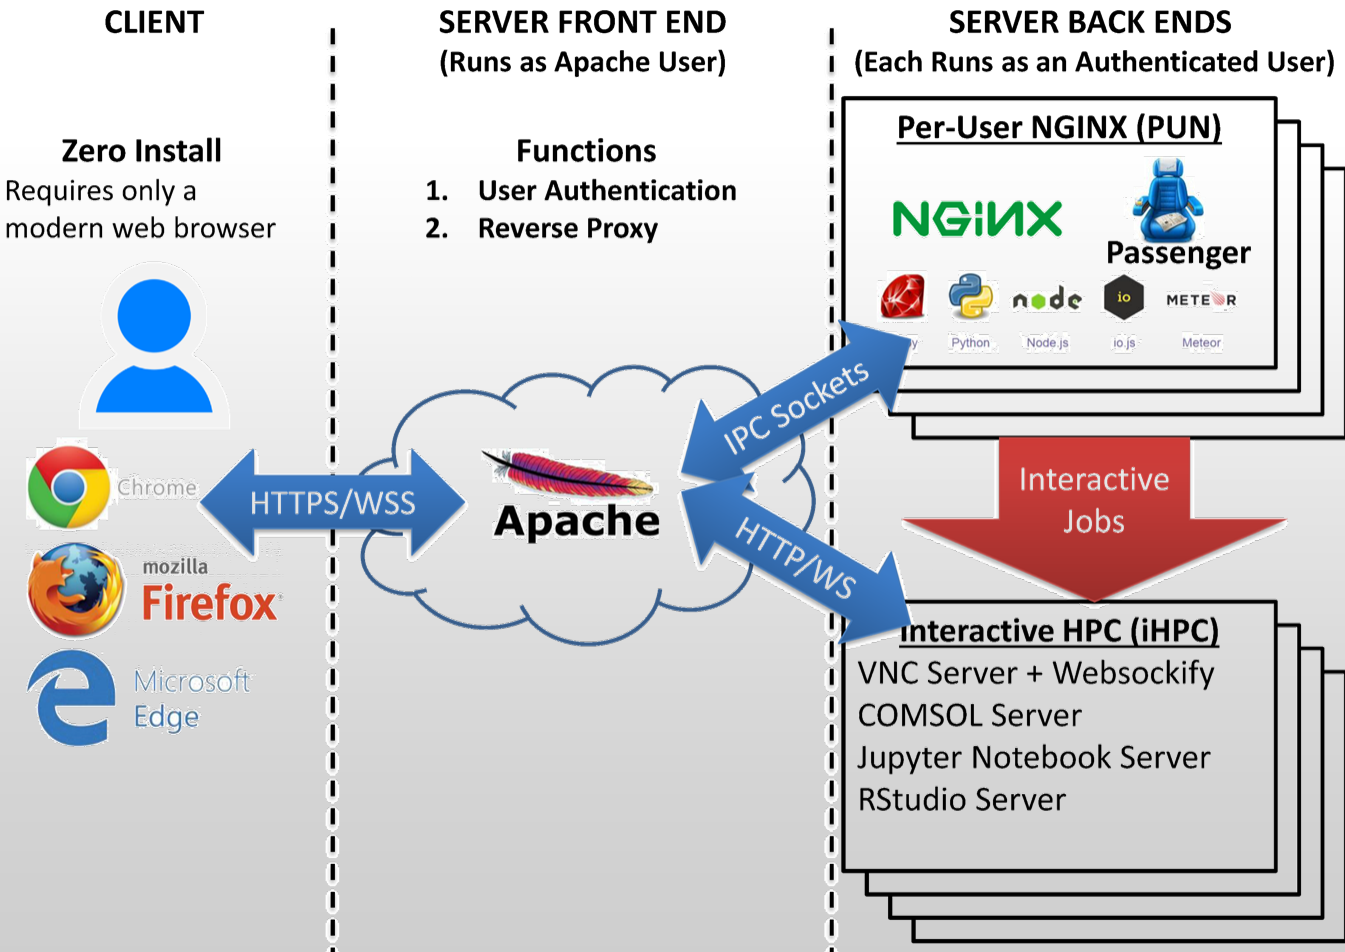 CLIENT
Zero Install
Requires only a
modern web browser
Chrome
mozilla
Firefox
Microsoft
Edge
HTTPS/WSS
SERVER FRONT END
(Runs as Apache User)
Functions
1. User Authentication
2. Reverse Proxy
Apache
IPC Sockets
HTTP/WS
SERVER BACK ENDS
(Each Runs as an Authenticated User)
Per-User NGINX (PUN)
NGiNX
Passenger
node
io
METEOR
Python
Node.js
io.js
Meteor
Interactive
Jobs
Interactive HPC (iHPC)
VNC Server + Websockify
COMSOL Server
Jupyter Notebook Server
RStudio Server